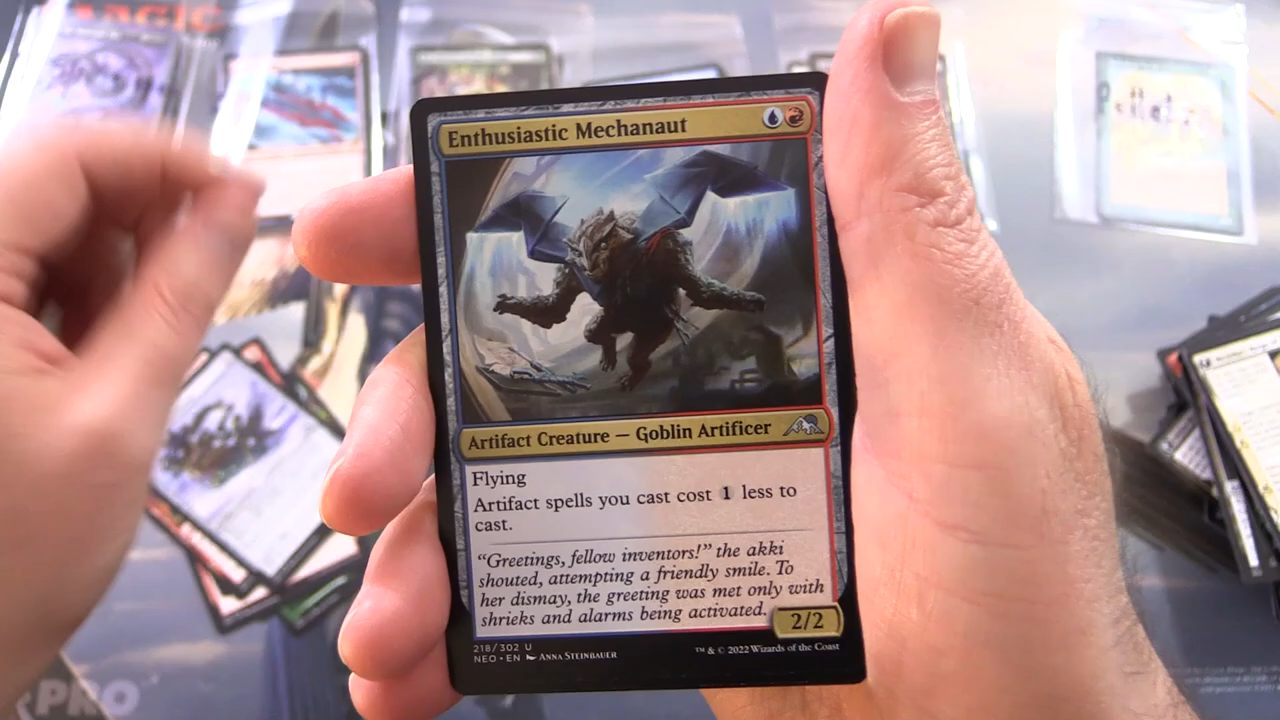 MAGIC
Enthusiastic Mechanaut
Artifact Creature — Goblin Artificer
Flying
Artifact spells you cast cost 1 less to
cast.
“Greetings, fellow inventors!” the akki
shouted, attempting a friendly smile. To
her dismay, the greeting was met only with
shrieks and alarms being activated.
2/2
218/302 U
NEO • EN Anna Steinbauer
™ & © 2022 Wizards of the Coast
PRO